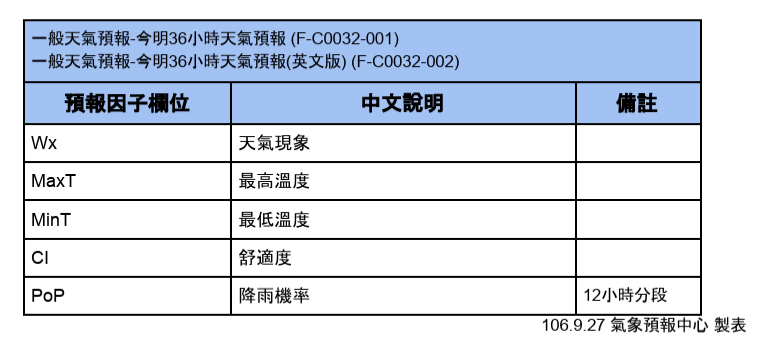 一般天氣預報-今明36小時天氣預報 (F-C0032-001)
一般天氣預報-今明36小時天氣預報(英文版) (F-C0032-002)
預報因子欄位 中文說明 備註
Wx 天氣現象
MaxT 最高溫度
MinT 最低溫度
CI 舒適度
PoP 降雨機率 12小時分段
106.9.27 氣象預報中心 製表